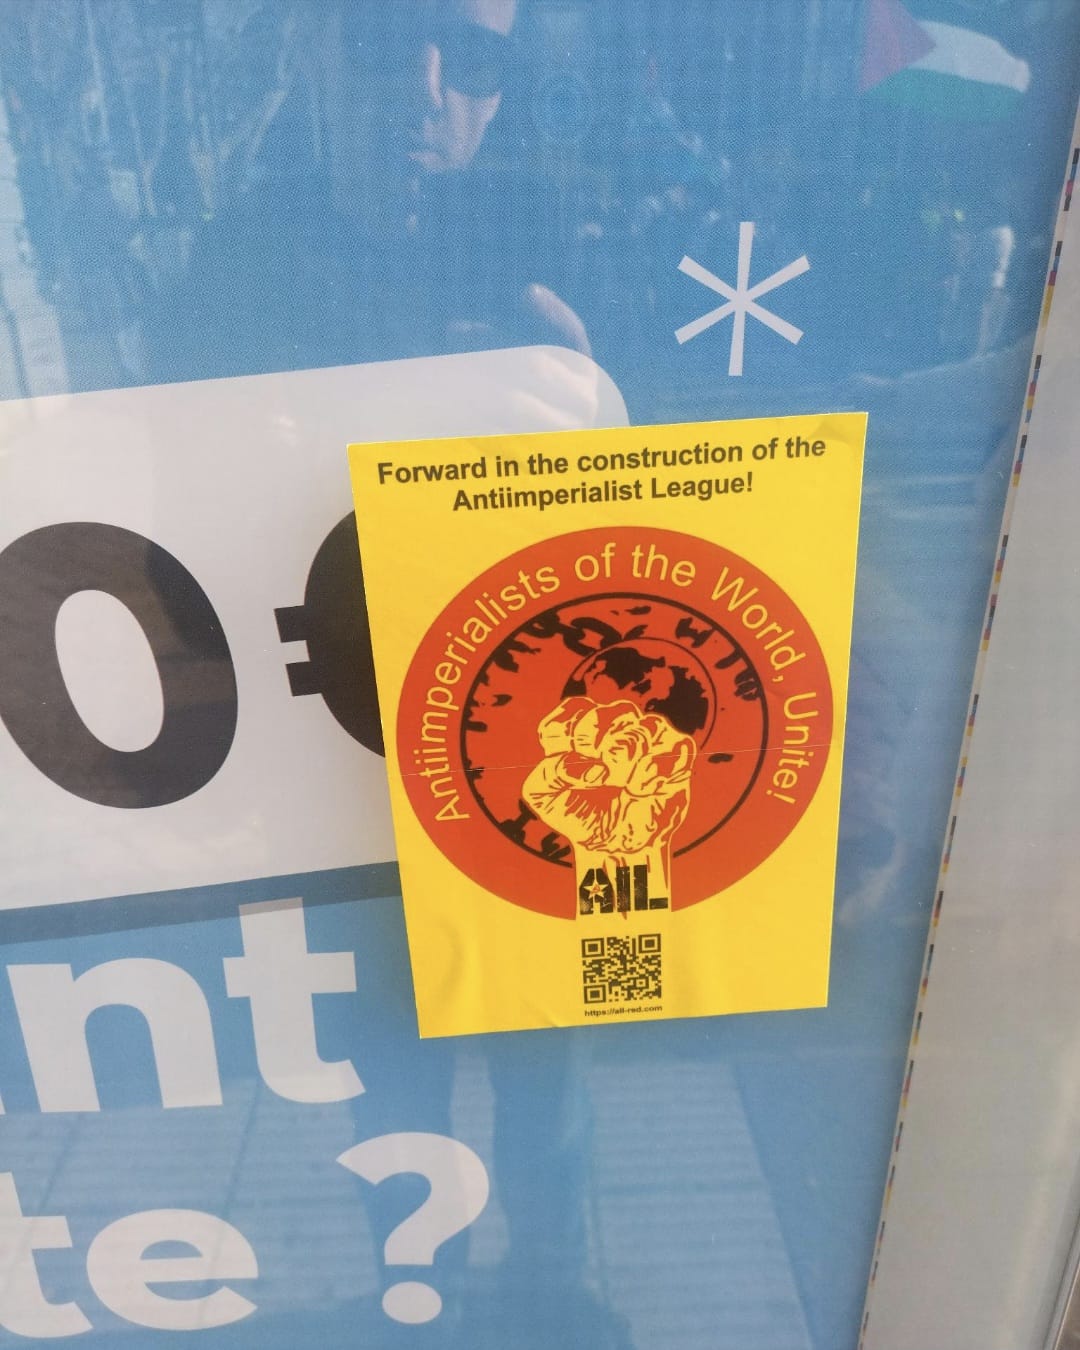 Forward in the construction of the
Antiimperialist League!
Antiimperialists of the World, Unite!
AIL
https://ail-red.com
0 €
*
nt
te ?